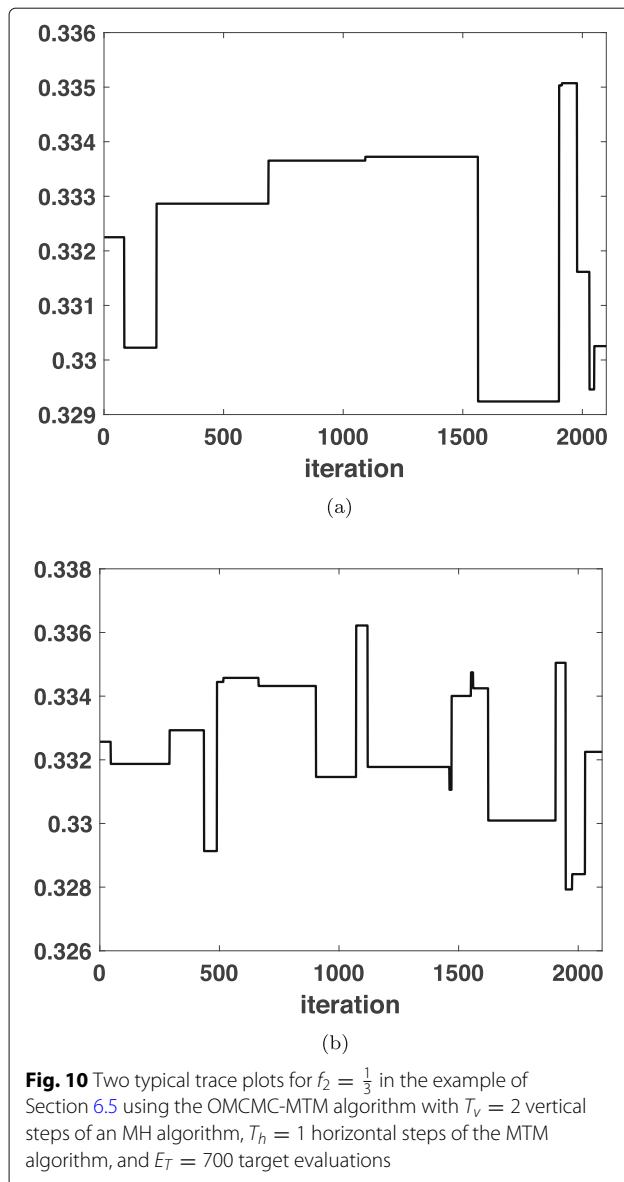 0.336
0.335
0.334
0.333
0.332
0.331
0.33
0.329
0 500 1000 1500 2000
iteration
(a)
0.338
0.336
0.334
0.332
0.33
0.328
0.326
0 500 1000 1500 2000
iteration
(b)
Fig. 10 Two typical trace plots for f₂ = 1/3 in the example of
Section 6.5 using the OMCMC-MTM algorithm with Tᵥ = 2 vertical
steps of an MH algorithm, Tₕ = 1 horizontal steps of the MTM
algorithm, and E_T = 700 target evaluations